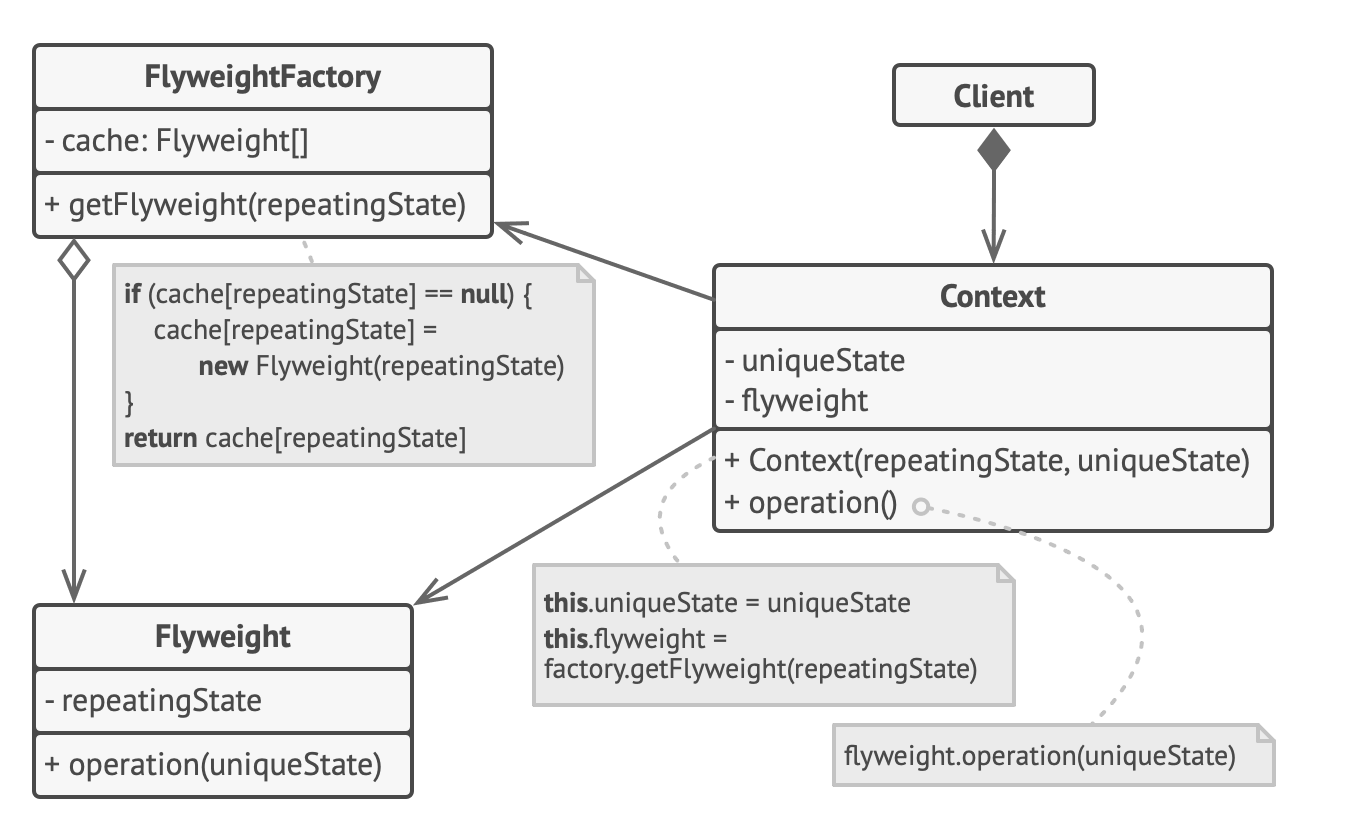 FlyweightFactory
- cache: Flyweight[]
+ getFlyweight(repeatingState)
if (cache[repeatingState] == null) {
cache[repeatingState] =
new Flyweight(repeatingState)
}
return cache[repeatingState]
Client
Context
- uniqueState
- flyweight
+ Context(repeatingState, uniqueState)
+ operation()
this.uniqueState = uniqueState
this.flyweight =
factory.getFlyweight(repeatingState)
Flyweight
- repeatingState
+ operation(uniqueState)
flyweight.operation(uniqueState)